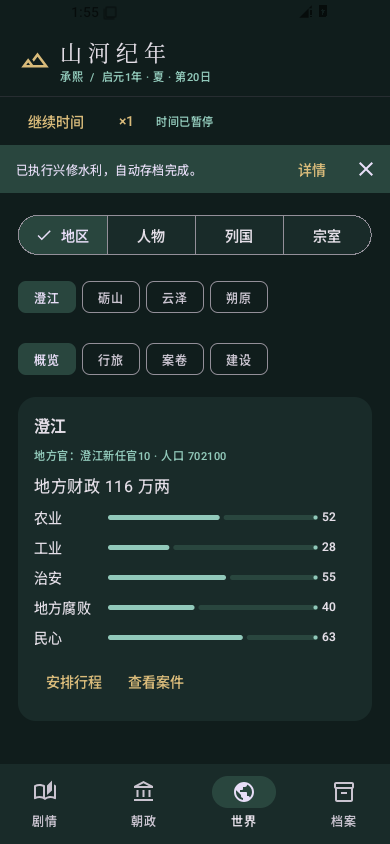 1:55
山河纪年
承熙 / 启元1年 · 夏 · 第20日
继续时间 ×1 时间已暂停
已执行兴修水利，自动存档完成。 详情
地区 人物 列国 宗室
澄江 砺山 云泽 朔原
概览 行旅 案卷 建设
澄江
地方官：澄江新任官10 · 人口 702100
地方财政 116 万两
农业 52
工业 28
治安 55
地方腐败 40
民心 63
安排行程 查看案件
剧情 朝政 世界 档案